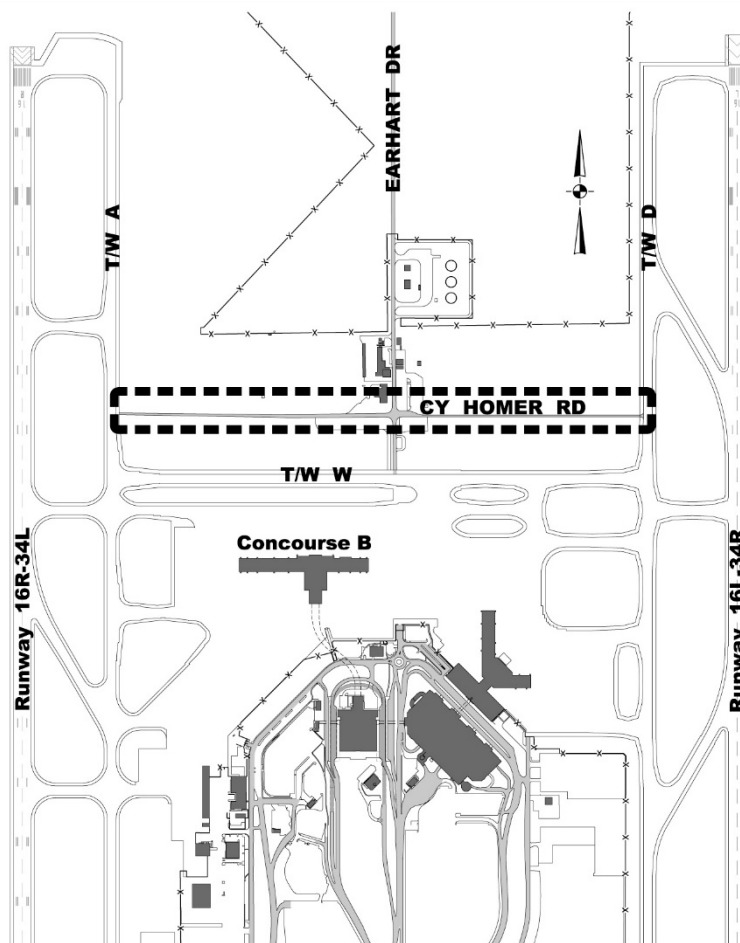 EARHART DR
T/W A
T/W D
CY HOMER RD
T/W W
Concourse B
Runway 16R-34L
Runway 16L-34R